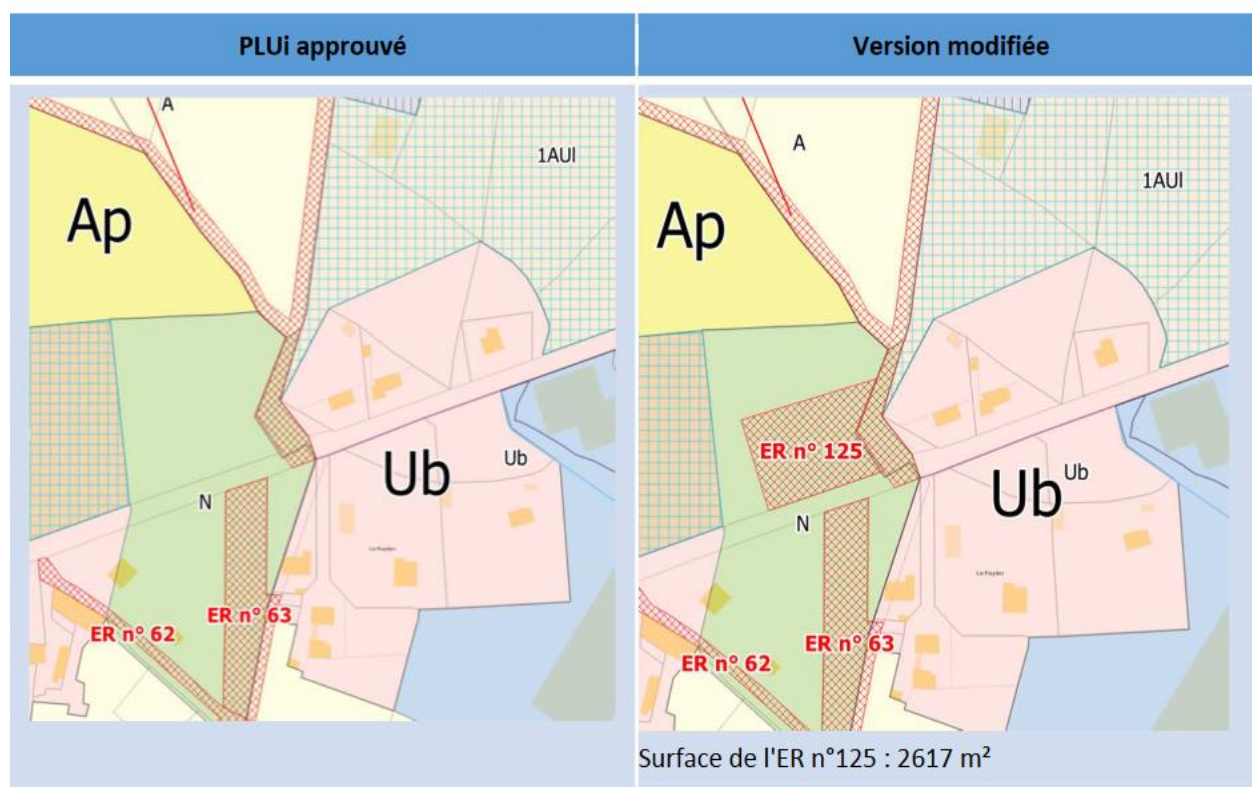 PLUi approuvé
Version modifiée
A
1AUl
Ap
Ub
Ub
N
ER n° 63
ER n° 62
A
1AUl
Ap
ER n° 125
Ub
Ub
N
ER n° 63
ER n° 62
Surface de l'ER n°125 : 2617 m²